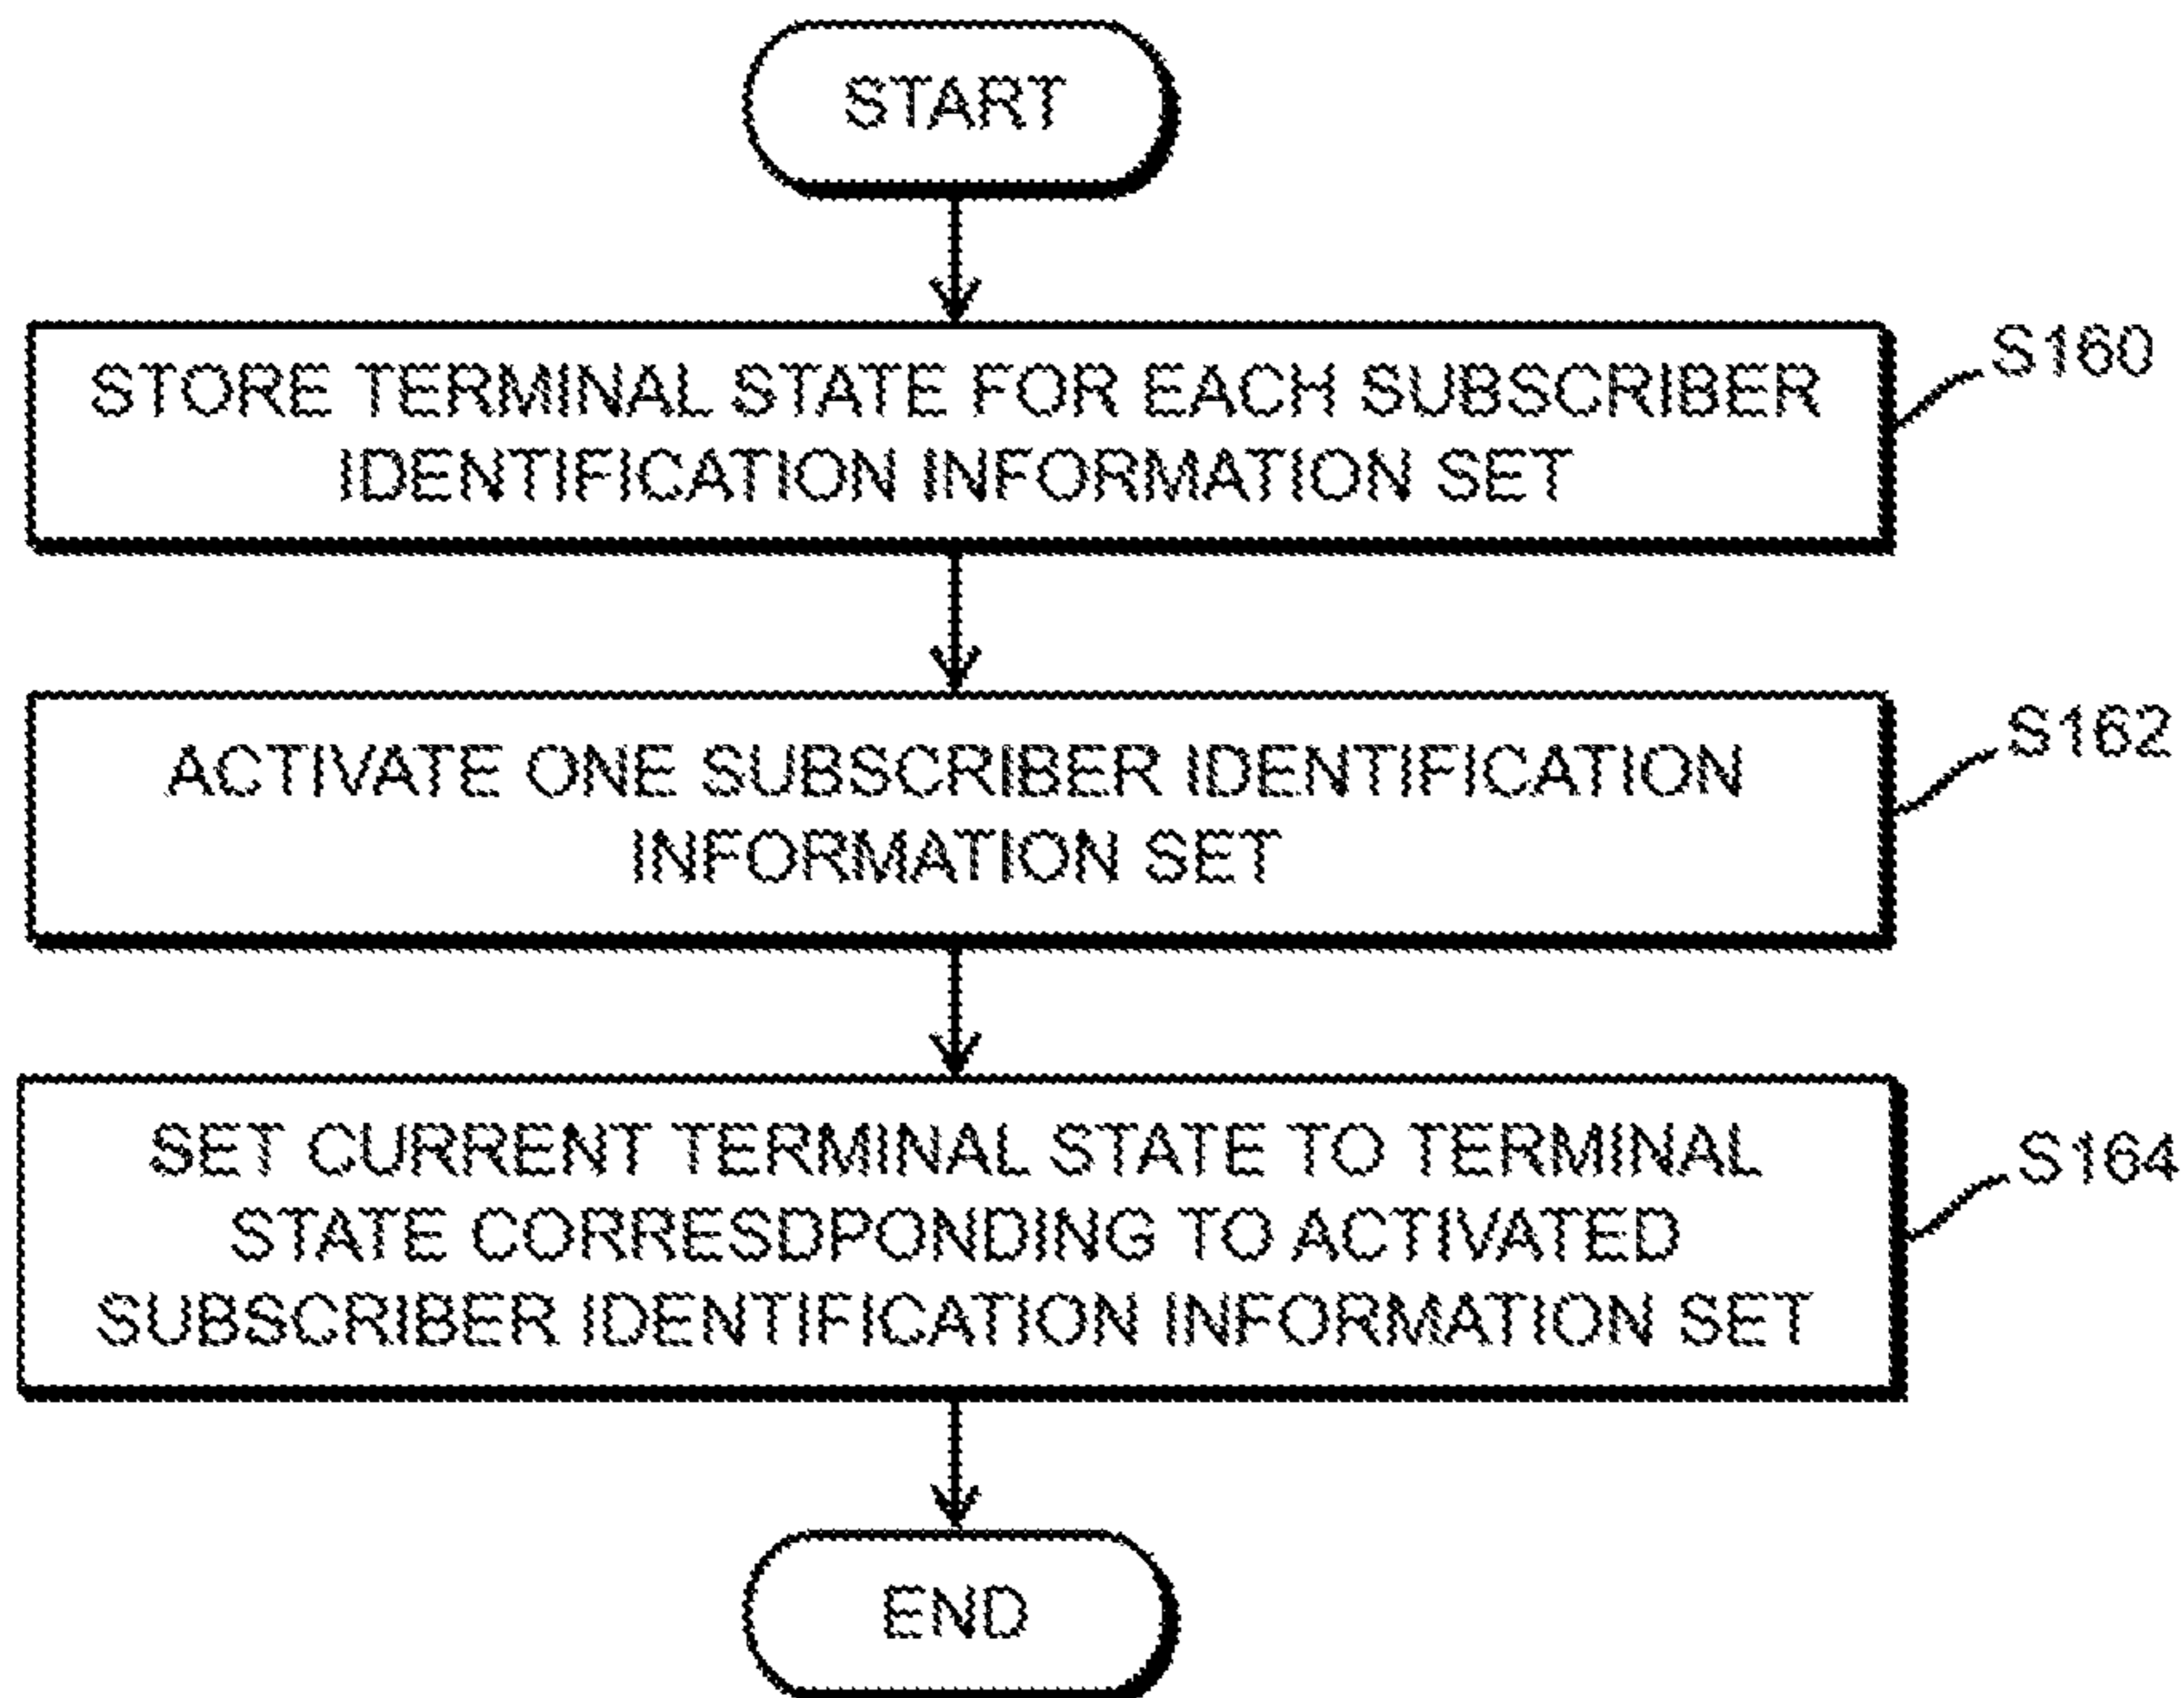 START
STORE TERMINAL STATE FOR EACH SUBSCRIBER
IDENTIFICATION INFORMATION SET
S160
ACTIVATE ONE SUBSCRIBER IDENTIFICATION
INFORMATION SET
S162
SET CURRENT TERMINAL STATE TO TERMINAL
STATE CORRESDPONDING TO ACTIVATED
SUBSCRIBER IDENTIFICATION INFORMATION SET
S164
END